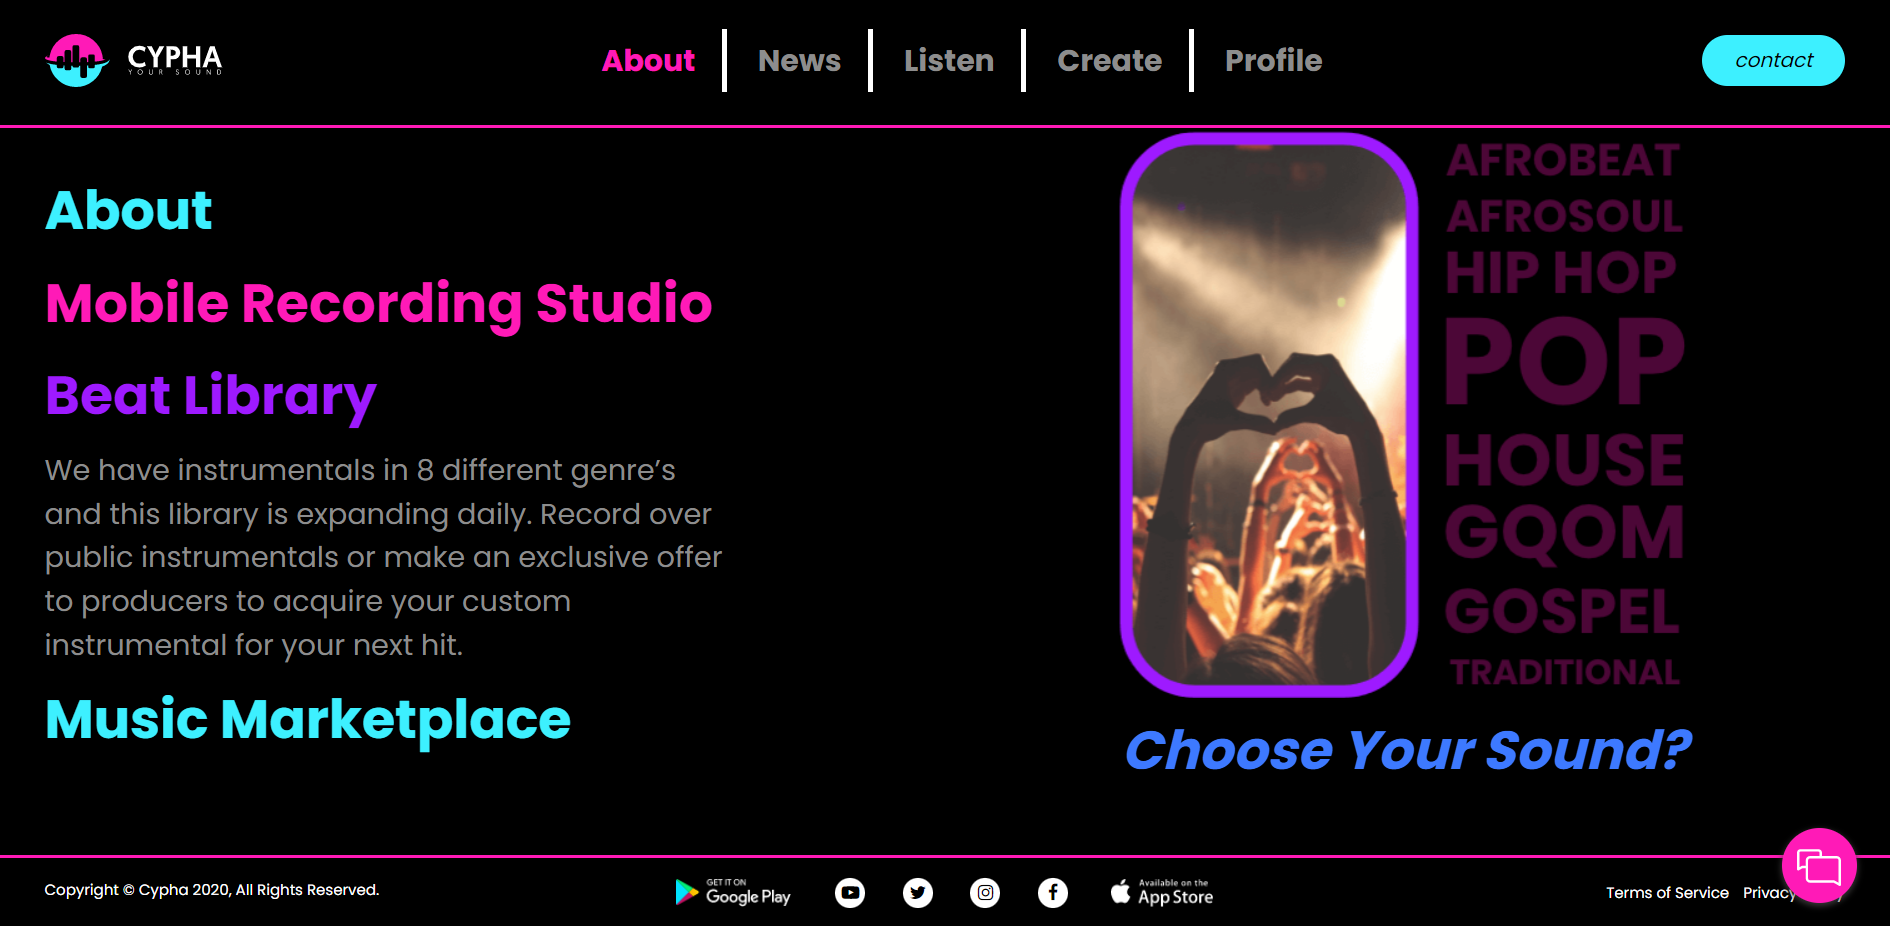 CYPHA
YOUR SOUND
About
News
Listen
Create
Profile
contact
About
Mobile Recording Studio
Beat Library
We have instrumentals in 8 different genre’s
and this library is expanding daily. Record over
public instrumentals or make an exclusive offer
to producers to acquire your custom
instrumental for your next hit.
Music Marketplace
AFROBEAT
AFROSOUL
HIP HOP
POP
HOUSE
GQOM
GOSPEL
TRADITIONAL
Choose Your Sound?
Copyright © Cypha 2020, All Rights Reserved.
GET IT ON
Google Play
Available on the
App Store
Terms of Service
Privacy